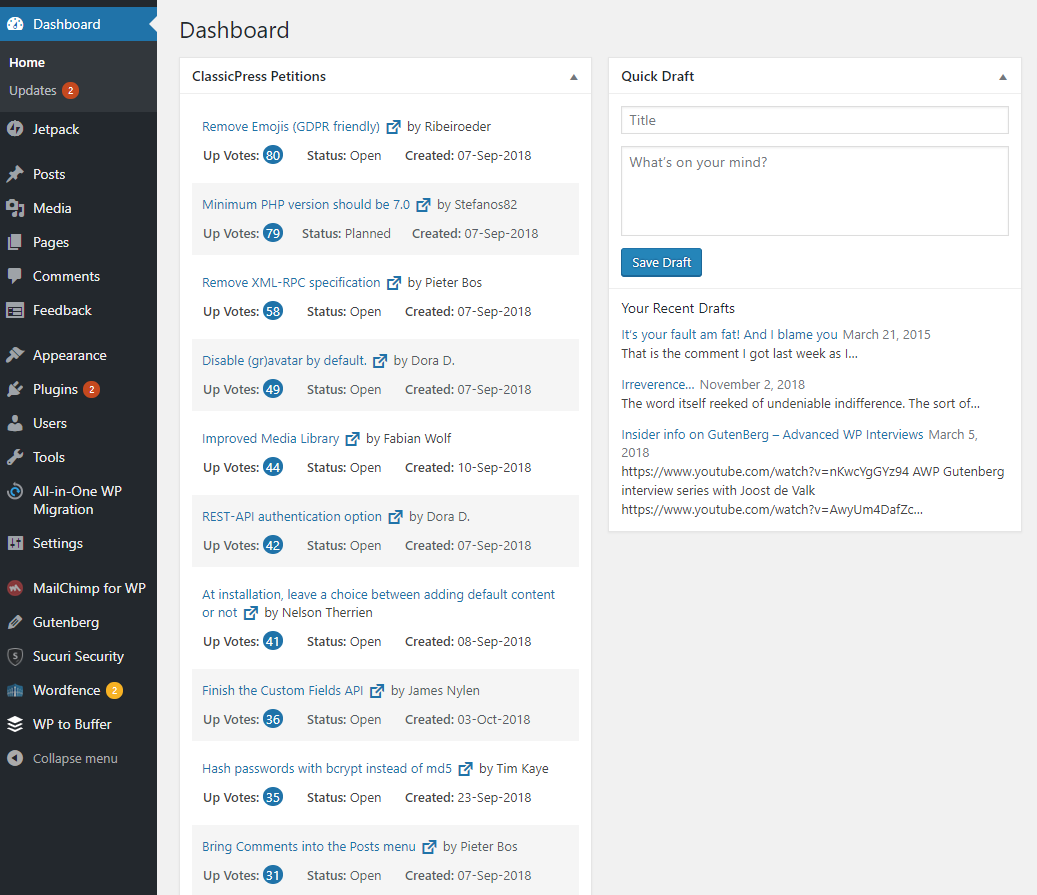 Dashboard
Home
Updates 2
Jetpack
Posts
Media
Pages
Comments
Feedback
Appearance
Plugins 2
Users
Tools
All-in-One WP
Migration
Settings
MailChimp for WP
Gutenberg
Sucuri Security
Wordfence 2
WP to Buffer
Collapse menu
Dashboard
ClassicPress Petitions
Remove Emojis (GDPR friendly) by Ribeiroeder
Up Votes: 80 Status: Open Created: 07-Sep-2018
Minimum PHP version should be 7.0 by Stefanos82
Up Votes: 79 Status: Planned Created: 07-Sep-2018
Remove XML-RPC specification by Pieter Bos
Up Votes: 58 Status: Open Created: 07-Sep-2018
Disable (gr)avatar by default. by Dora D.
Up Votes: 49 Status: Open Created: 07-Sep-2018
Improved Media Library by Fabian Wolf
Up Votes: 44 Status: Open Created: 10-Sep-2018
REST-API authentication option by Dora D.
Up Votes: 42 Status: Open Created: 07-Sep-2018
At installation, leave a choice between adding default content
or not by Nelson Therrien
Up Votes: 41 Status: Open Created: 08-Sep-2018
Finish the Custom Fields API by James Nylen
Up Votes: 36 Status: Open Created: 03-Oct-2018
Hash passwords with bcrypt instead of md5 by Tim Kaye
Up Votes: 35 Status: Open Created: 23-Sep-2018
Bring Comments into the Posts menu by Pieter Bos
Up Votes: 31 Status: Open Created: 07-Sep-2018
Quick Draft
Title
What's on your mind?
Save Draft
Your Recent Drafts
It's your fault am fat! And I blame you March 21, 2015
That is the comment I got last week as I…
Irreverence… November 2, 2018
The word itself reeked of undeniable indifference. The sort of…
Insider info on GutenBerg – Advanced WP Interviews March 5,
2018
https://www.youtube.com/watch?v=nKwcYgGYz94 AWP Gutenberg
interview series with Joost de Valk
https://www.youtube.com/watch?v=AwyUm4DafZc…